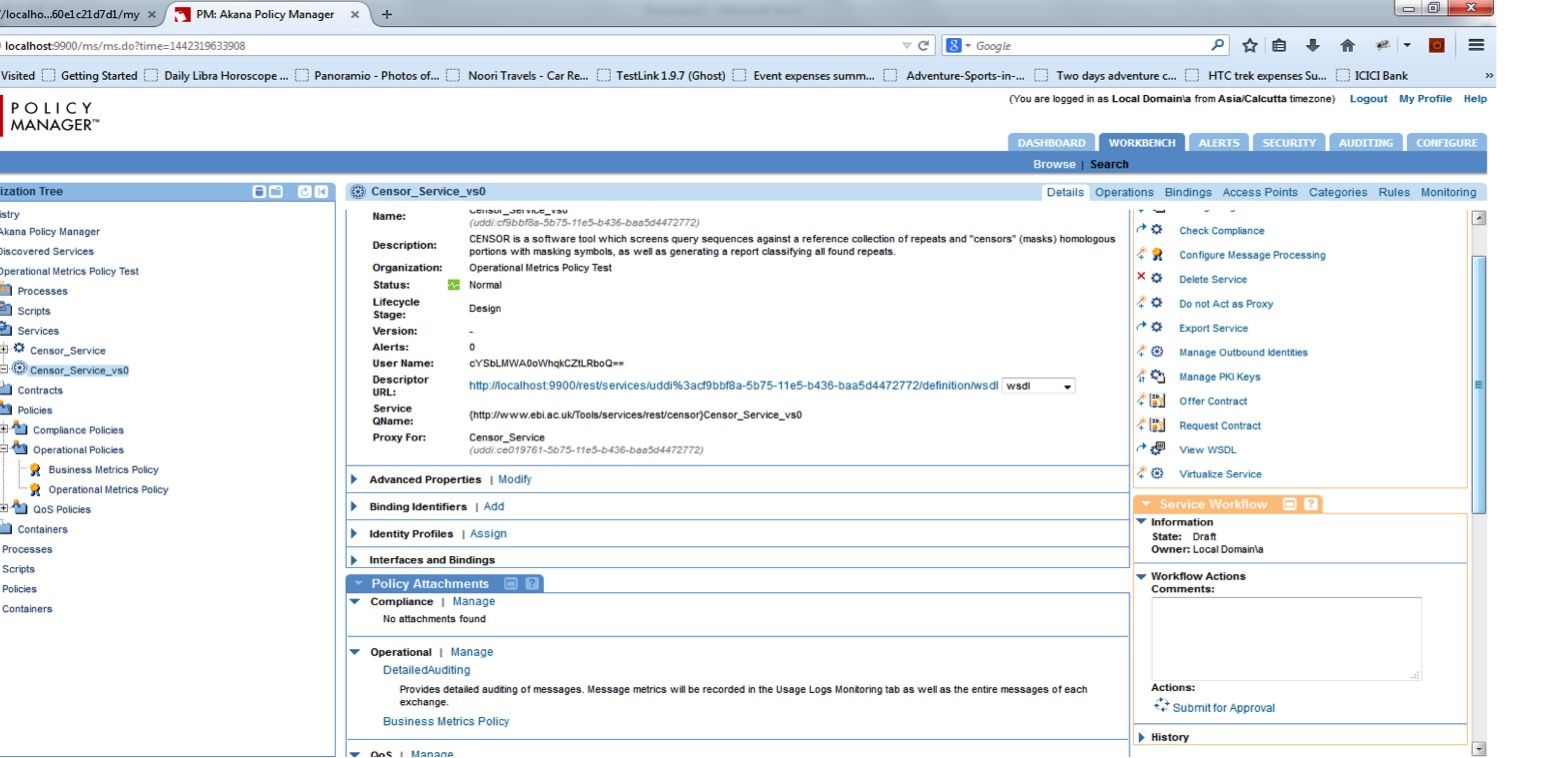 /localho...60e1c21d7d1/my × PM: Akana Policy Manager × +
localhost:9900/ms/ms.do?time=1442319633908 Google
Visited Getting Started Daily Libra Horoscope ... Panoramio - Photos of... Noori Travels - Car Re... TestLink 1.9.7 (Ghost) Event expenses summ... Adventure-Sports-in-... Two days adventure c... HTC trek expenses Su... ICICI Bank »
POLICY
MANAGER™
(You are logged in as Local Domain\a from Asia/Calcutta timezone) Logout My Profile Help
DASHBOARD WORKBENCH ALERTS SECURITY AUDITING CONFIGURE
Browse | Search
ization Tree
istry
Akana Policy Manager
Discovered Services
Operational Metrics Policy Test
Processes
Scripts
Services
Censor_Service
Censor_Service_vs0
Contracts
Policies
Compliance Policies
Operational Policies
Business Metrics Policy
Operational Metrics Policy
QoS Policies
Containers
Processes
Scripts
Policies
Containers
Censor_Service_vs0
Details Operations Bindings Access Points Categories Rules Monitoring
Name: Censor_Service_vs0
(uddi:cf9bbf8a-5b75-11e5-b436-baa5d4472772)
Description: CENSOR is a software tool which screens query sequences against a reference collection of repeats and "censors" (masks) homologous
portions with masking symbols, as well as generating a report classifying all found repeats.
Organization: Operational Metrics Policy Test
Status: Normal
Lifecycle
Stage: Design
Version: -
Alerts: 0
User Name: cYSbLMWA0oWhqkCZtLRboQ==
Descriptor
URL: http://localhost:9900/rest/services/uddi%3acf9bbf8a-5b75-11e5-b436-baa5d4472772/definition/wsdl wsdl
Service
QName: {http://www.ebi.ac.uk/Tools/services/rest/censor}Censor_Service_vs0
Proxy For: Censor_Service
(uddi:ce019761-5b75-11e5-b436-baa5d4472772)
Advanced Properties | Modify
Binding Identifiers | Add
Identity Profiles | Assign
Interfaces and Bindings
Policy Attachments ?
Compliance | Manage
No attachments found
Operational | Manage
DetailedAuditing
Provides detailed auditing of messages. Message metrics will be recorded in the Usage Logs Monitoring tab as well as the entire messages of each
exchange.
Business Metrics Policy
QoS | Manage
Check Compliance
Configure Message Processing
Delete Service
Do not Act as Proxy
Export Service
Manage Outbound Identities
Manage PKI Keys
Offer Contract
Request Contract
View WSDL
Virtualize Service
Service Workflow ?
Information
State: Draft
Owner: Local Domain\a
Workflow Actions
Comments:
Actions:
Submit for Approval
History